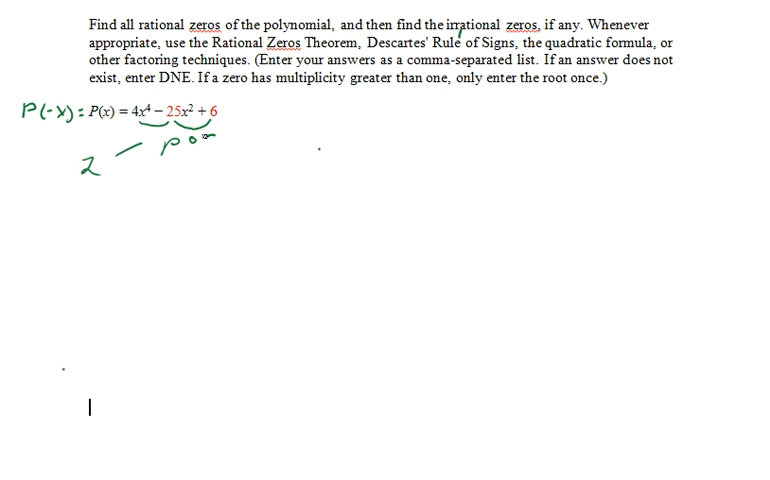 Find all rational zeros of the polynomial, and then find the irrational zeros, if any. Whenever
appropriate, use the Rational Zeros Theorem, Descartes' Rule of Signs, the quadratic formula, or
other factoring techniques. (Enter your answers as a comma-separated list. If an answer does not
exist, enter DNE. If a zero has multiplicity greater than one, only enter the root once.)
P(-x) = P(x) = 4x⁴ – 25x² + 6
2 –